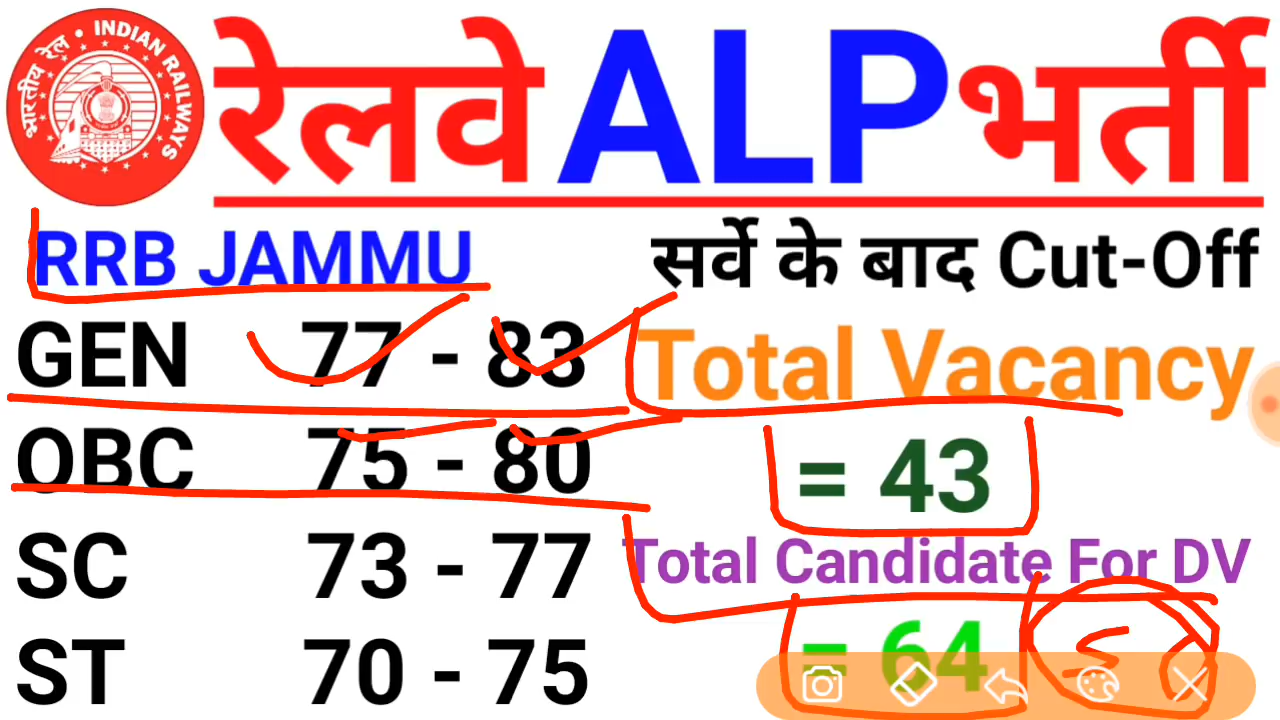 भारतीय रेल • INDIAN RAILWAYS
रेलवे ALP भर्ती
RRB JAMMU
सर्वे के बाद Cut-Off
GEN 77 - 83
Total Vacancy
OBC 75 - 80
= 43
SC 73 - 77
Total Candidate For DV
= 64
ST 70 - 75